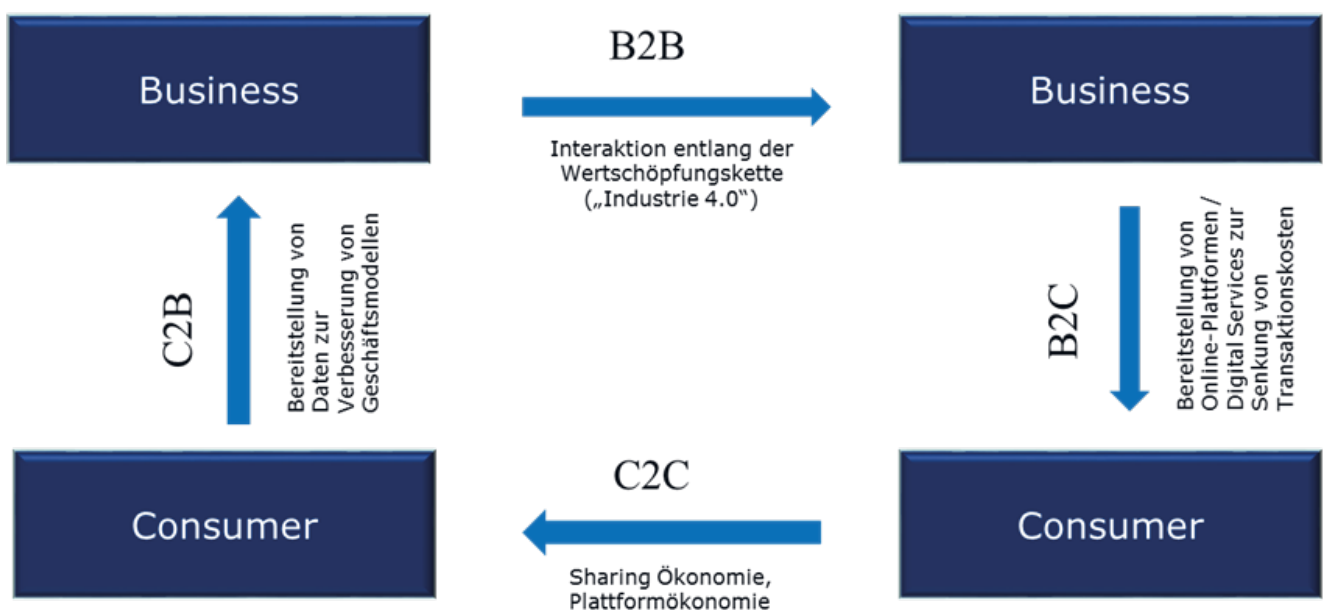 B2B
Business
Business
Interaktion entlang der
Wertschöpfungskette
(„Industrie 4.0“)
C2B
Bereitstellung von
Daten zur
Verbesserung von
Geschäftsmodellen
B2C
Bereitstellung von
Online-Plattformen /
Digital Services zur
Senkung von
Transaktionskosten
C2C
Consumer
Consumer
Sharing Ökonomie,
Plattformökonomie